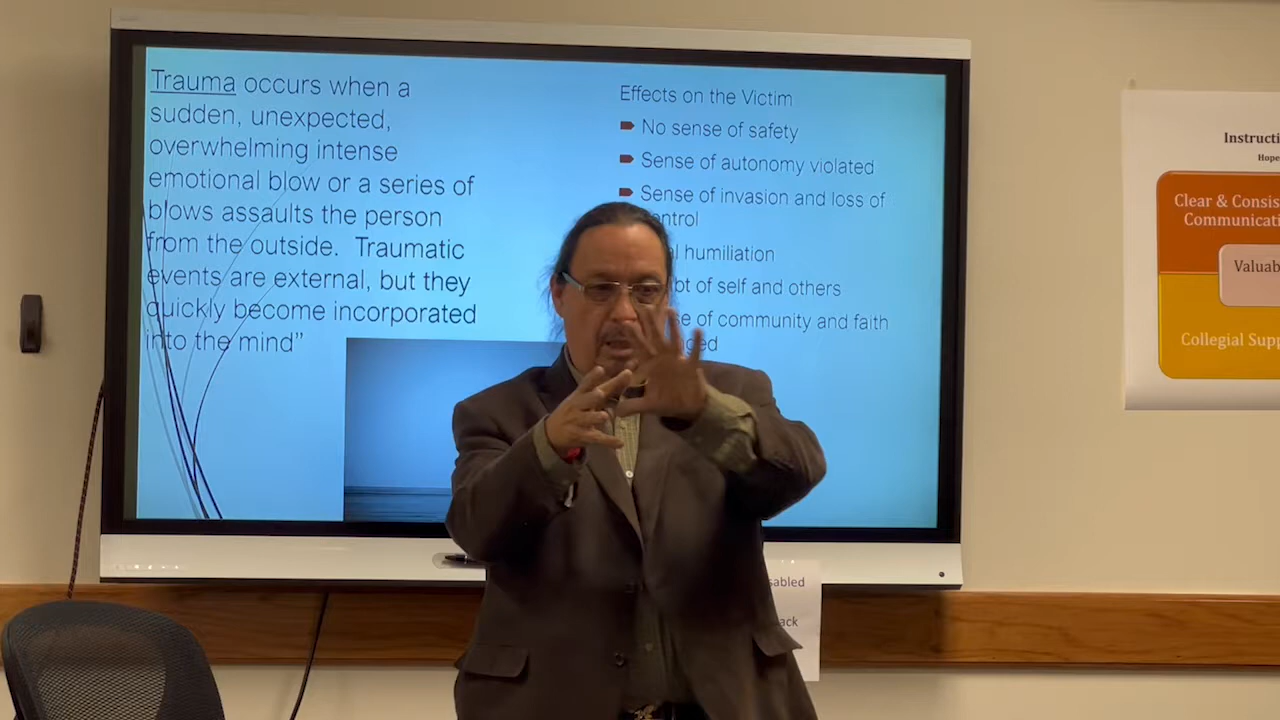 Trauma occurs when a
sudden, unexpected,
overwhelming intense
emotional blow or a series of
blows assaults the person
from the outside. Traumatic
events are external, but they
quickly become incorporated
into the mind”
Effects on the Victim
No sense of safety
Sense of autonomy violated
Sense of invasion and loss of
control
humiliation
of self and others
of community and faith
Instructi
Hope
Clear & Consis
Communicati
Valuab
Collegial Supp
sabled
ack